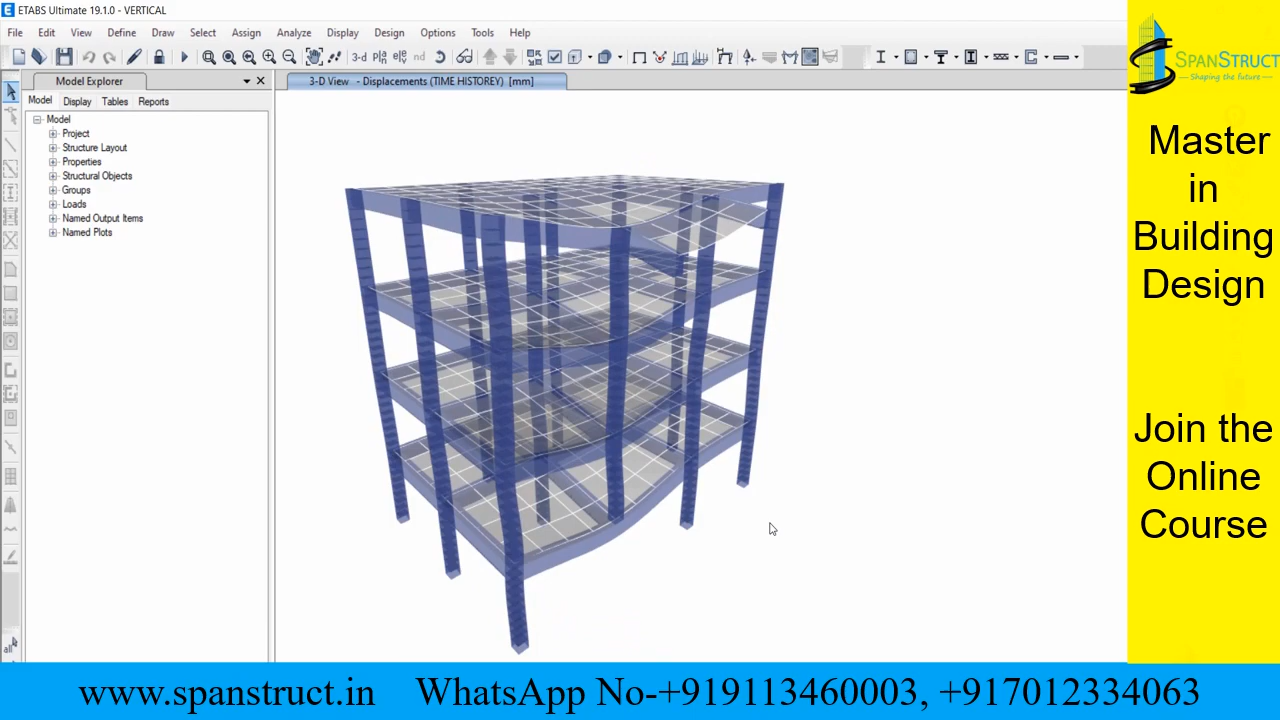 ETABS Ultimate 19.1.0 - VERTICAL
File Edit View Define Draw Select Assign Analyze Display Design Options Tools Help
3-d
nd
Model Explorer
3-D View - Displacements (TIME HISTOREY) [mm]
Model Display Tables Reports
Model
Project
Structure Layout
Properties
Structural Objects
Groups
Loads
Named Output Items
Named Plots
all
SPANSTRUCT
Shaping the future
Master
in
Building
Design
Join the
Online
Course
www.spanstruct.in WhatsApp No-+919113460003, +917012334063